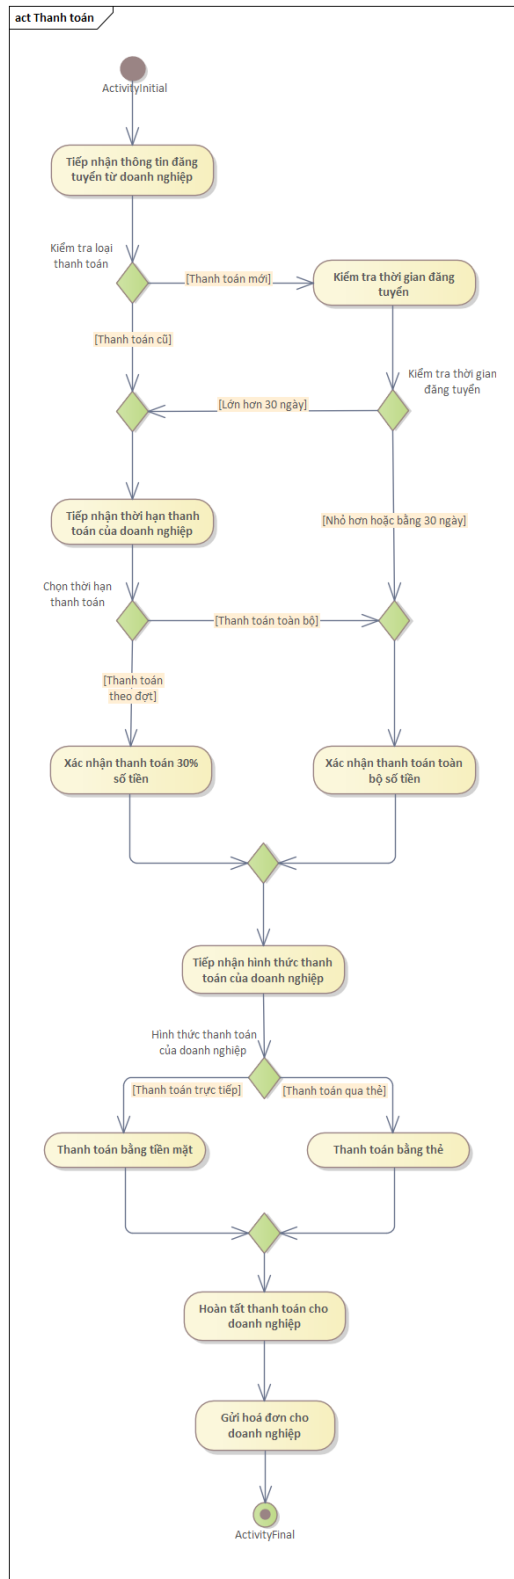 act Thanh toán
ActivityInitial
Tiếp nhận thông tin đăng
tuyển từ doanh nghiệp
Kiểm tra loại
thanh toán
[Thanh toán mới]
Kiểm tra thời gian đăng
tuyển
[Thanh toán cũ]
Kiểm tra thời gian
đăng tuyển
[Lớn hơn 30 ngày]
Tiếp nhận thời hạn thanh
toán của doanh nghiệp
[Nhỏ hơn hoặc bằng 30 ngày]
Chọn thời hạn
thanh toán
[Thanh toán toàn bộ]
[Thanh toán
theo đợt]
Xác nhận thanh toán 30%
số tiền
Xác nhận thanh toán toàn
bộ số tiền
Tiếp nhận hình thức thanh
toán của doanh nghiệp
Hình thức thanh toán
của doanh nghiệp
[Thanh toán trực tiếp]
[Thanh toán qua thẻ]
Thanh toán bằng tiền mặt
Thanh toán bằng thẻ
Hoàn tất thanh toán cho
doanh nghiệp
Gửi hoá đơn cho
doanh nghiệp
ActivityFinal